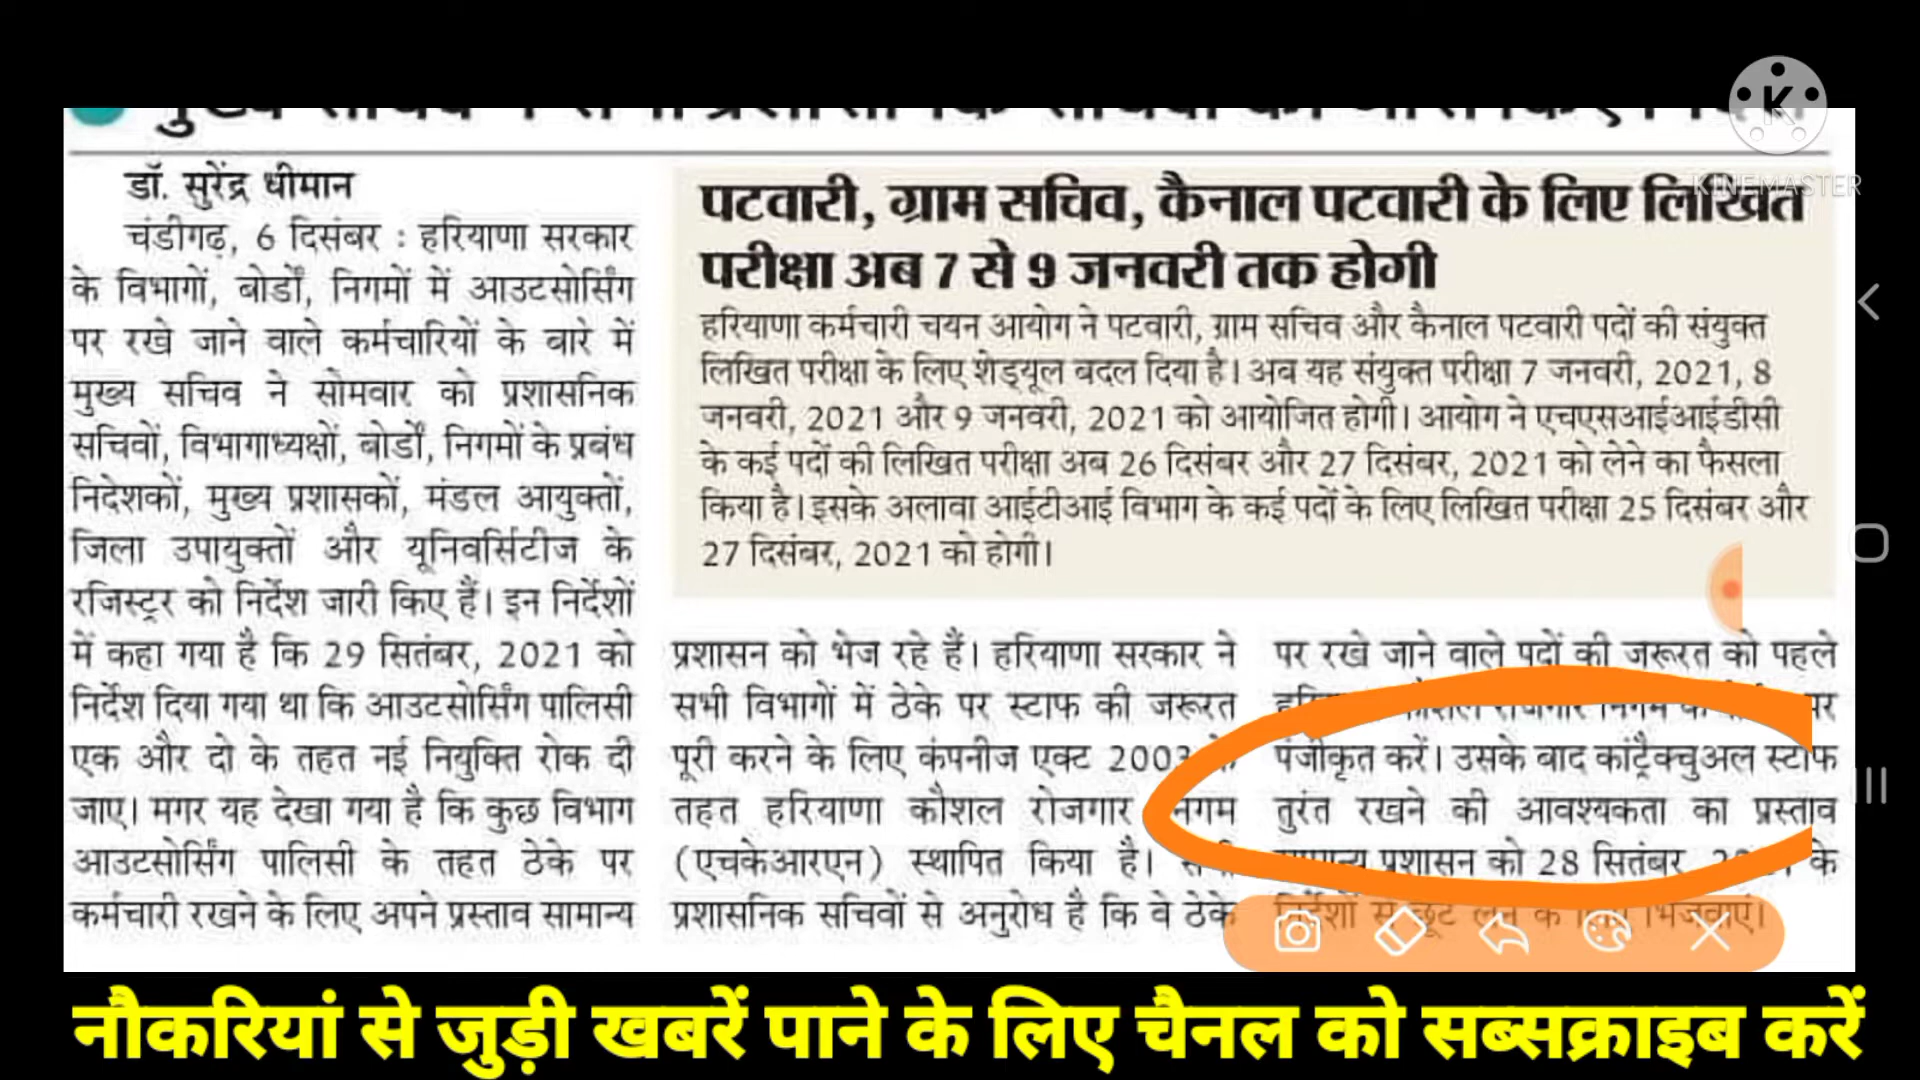 KINEMASTER
डॉ. सुरेंद्र धीमान
चंडीगढ़, 6 दिसंबर : हरियाणा सरकार
के विभागों, बोर्डों, निगमों में आउटसोर्सिंग
पर रखे जाने वाले कर्मचारियों के बारे में
मुख्य सचिव ने सोमवार को प्रशासनिक
सचिवों, विभागाध्यक्षों, बोर्डों, निगमों के प्रबंध
निदेशकों, मुख्य प्रशासकों, मंडल आयुक्तों,
जिला उपायुक्तों और यूनिवर्सिटीज के
रजिस्ट्रर को निर्देश जारी किए हैं। इन निर्देशों
में कहा गया है कि 29 सितंबर, 2021 को
निर्देश दिया गया था कि आउटसोर्सिंग पालिसी
एक और दो के तहत नई नियुक्ति रोक दी
जाए। मगर यह देखा गया है कि कुछ विभाग
आउटसोर्सिंग पालिसी के तहत ठेके पर
कर्मचारी रखने के लिए अपने प्रस्ताव सामान्य
पटवारी, ग्राम सचिव, कैनाल पटवारी के लिए लिखित
परीक्षा अब 7 से 9 जनवरी तक होगी
हरियाणा कर्मचारी चयन आयोग ने पटवारी, ग्राम सचिव और कैनाल पटवारी पदों की संयुक्त
लिखित परीक्षा के लिए शेड्यूल बदल दिया है। अब यह संयुक्त परीक्षा 7 जनवरी, 2021, 8
जनवरी, 2021 और 9 जनवरी, 2021 को आयोजित होगी। आयोग ने एचएसआईआईडीसी
के कई पदों की लिखित परीक्षा अब 26 दिसंबर और 27 दिसंबर, 2021 को लेने का फैसला
किया है। इसके अलावा आईटीआई विभाग के कई पदों के लिए लिखित परीक्षा 25 दिसंबर और
27 दिसंबर, 2021 को होगी।
प्रशासन को भेज रहे हैं। हरियाणा सरकार ने
सभी विभागों में ठेके पर स्टाफ की जरूरत
पूरी करने के लिए कंपनीज एक्ट 2003
तहत हरियाणा कौशल रोजगार
(एचकेआरएन) स्थापित किया है।
प्रशासनिक सचिवों से अनुरोध है कि वे ठेके
पर रखे जाने वाले पदों की जरूरत को पहले
पर
पंजीकृत करें। उसके बाद कांट्रैक्चुअल स्टाफ
तुरंत रखने की आवश्यकता का प्रस्ताव
प्रशासन को 28 सितंबर, के
भिजवाएं।
नौकरियां से जुड़ी खबरें पाने के लिए चैनल को सब्सक्राइब करें